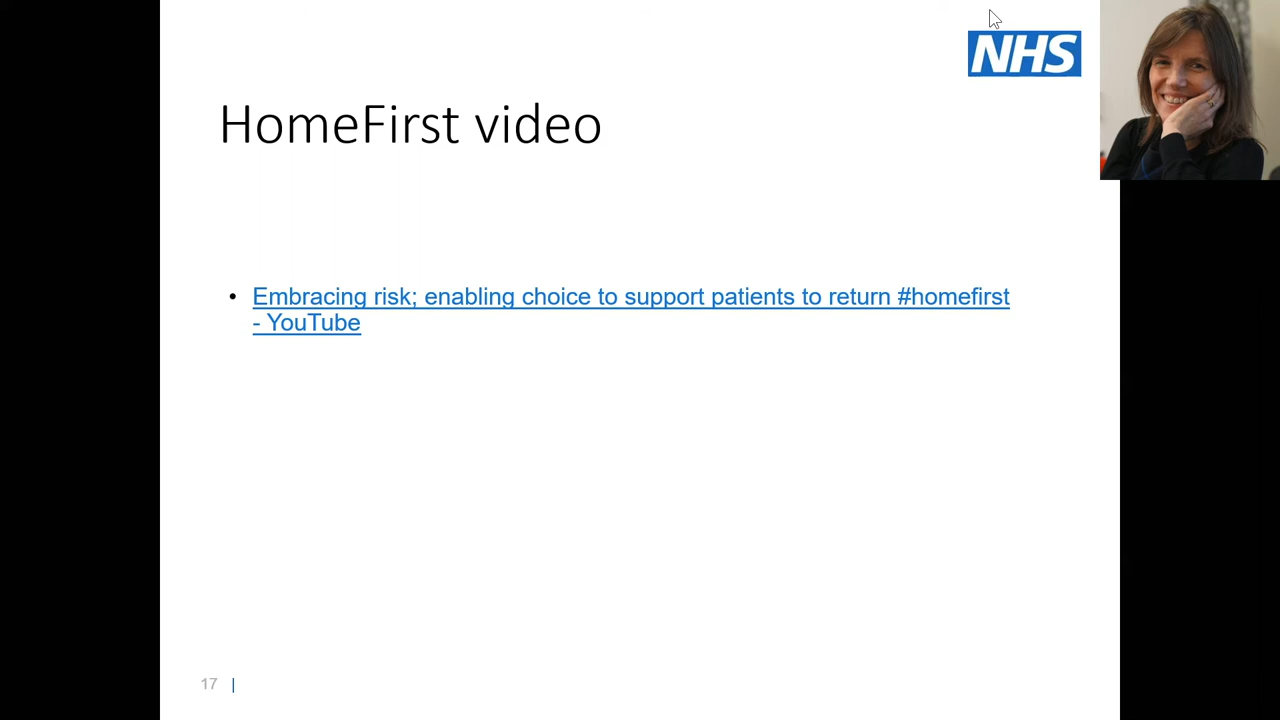 NHS
HomeFirst video
• Embracing risk; enabling choice to support patients to return #homefirst
- YouTube
17 |